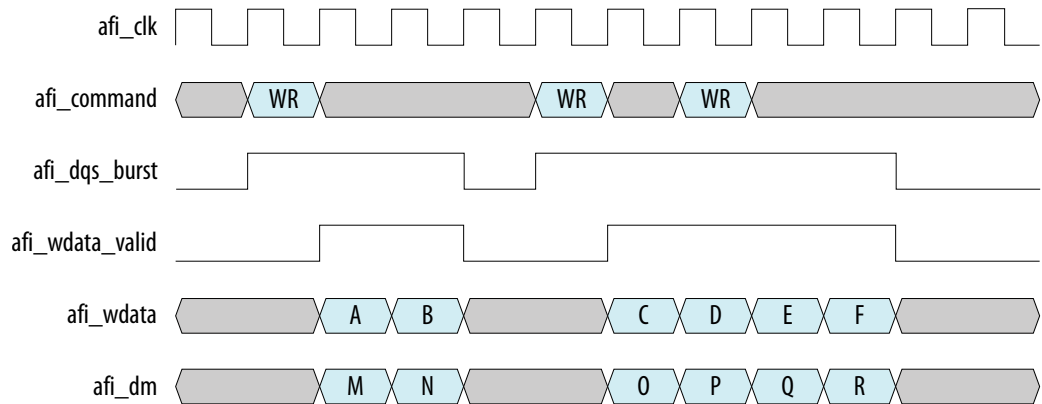 afi_clk
afi_command WR WR WR
afi_dqs_burst
afi_wdata_valid
afi_wdata A B C D E F
afi_dm M N O P Q R